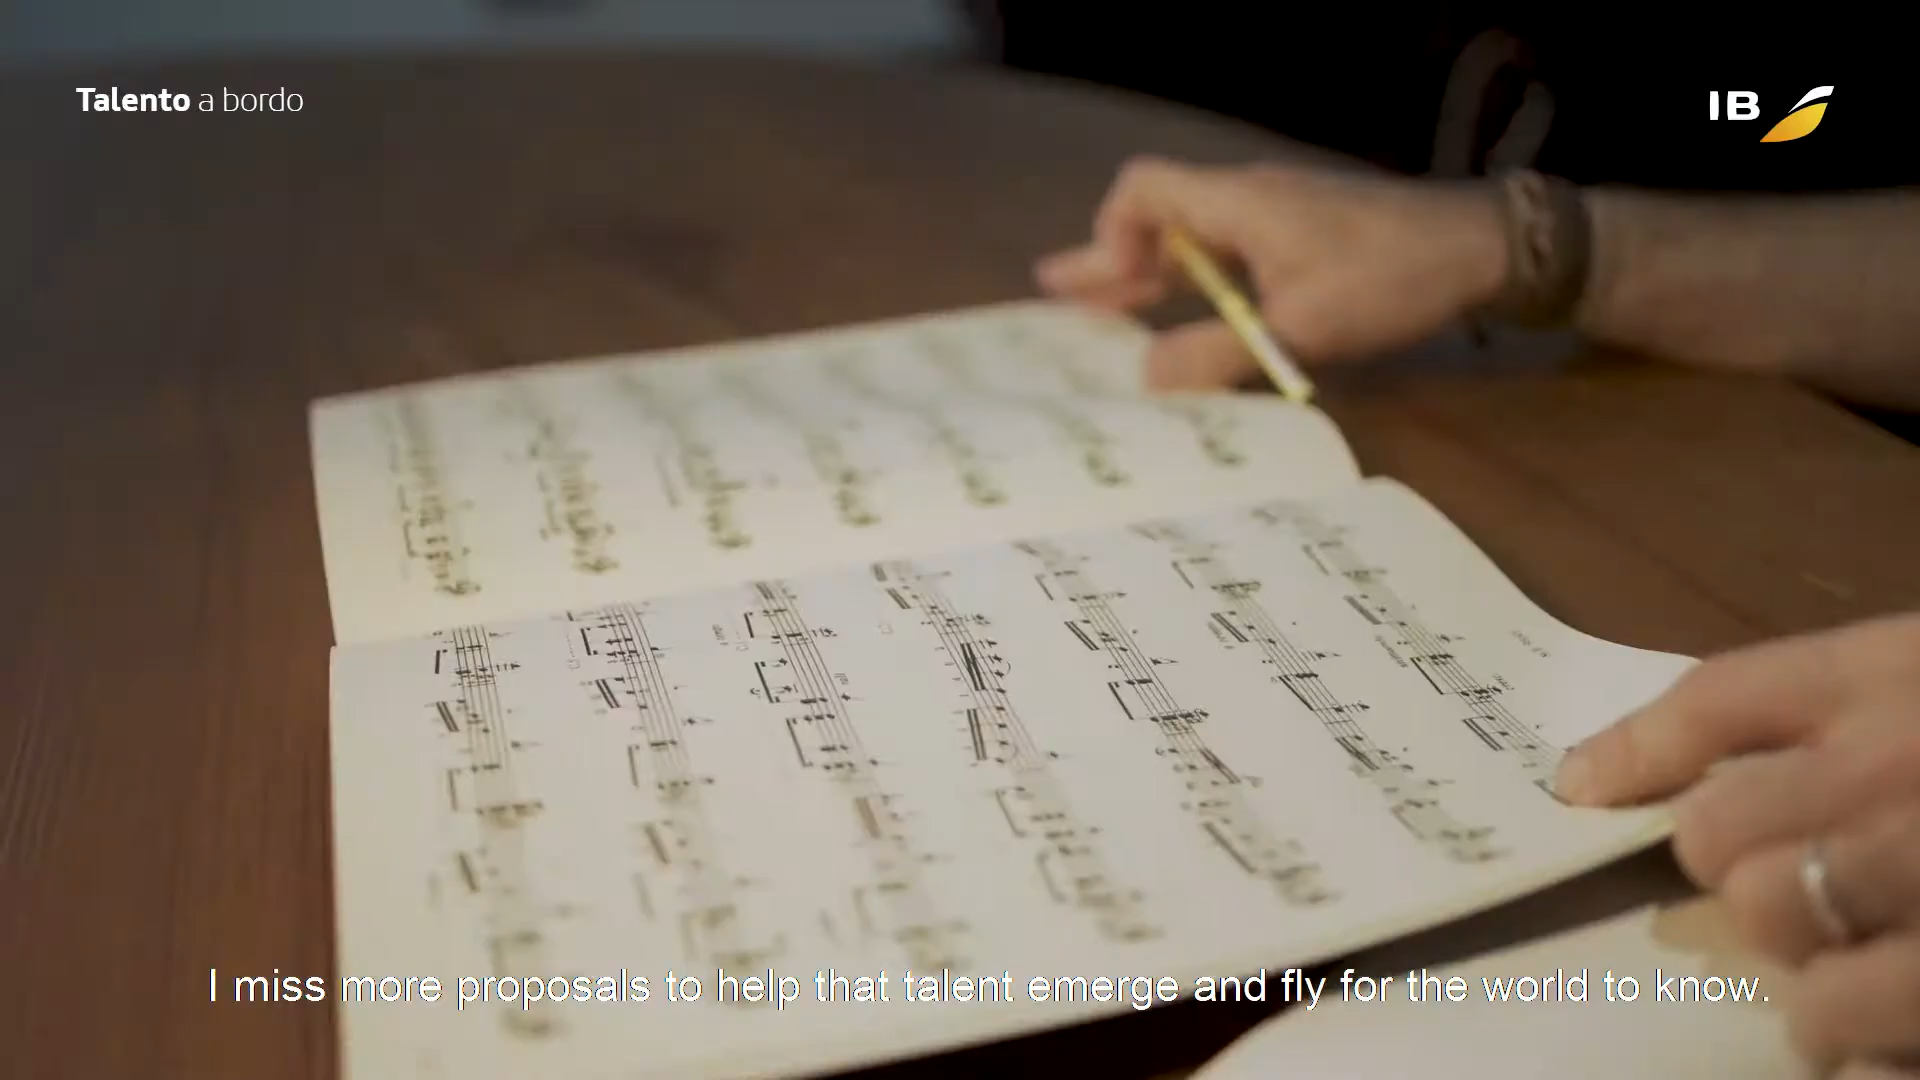 Talento a bordo
IB
I miss more proposals to help that talent emerge and fly for the world to know.